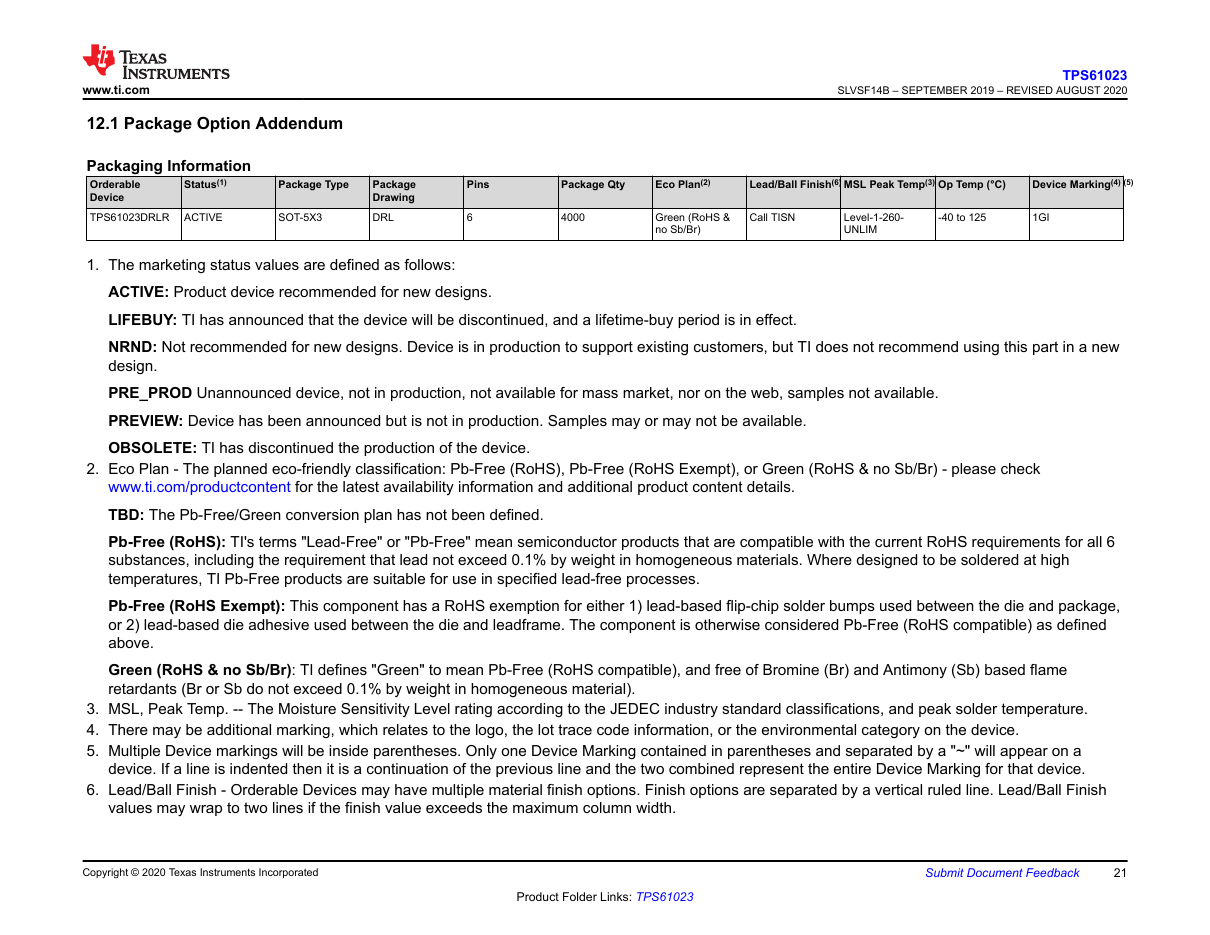 TEXAS
INSTRUMENTS
www.ti.com
TPS61023
SLVSF14B – SEPTEMBER 2019 – REVISED AUGUST 2020
12.1 Package Option Addendum
Packaging Information
Orderable Device Status(1) Package Type Package Drawing Pins Package Qty Eco Plan(2) Lead/Ball Finish(6) MSL Peak Temp(3) Op Temp (°C) Device Marking(4) (5)
TPS61023DRLR ACTIVE SOT-5X3 DRL 6 4000 Green (RoHS & no Sb/Br) Call TISN Level-1-260-UNLIM -40 to 125 1GI
1. The marketing status values are defined as follows:
ACTIVE: Product device recommended for new designs.
LIFEBUY: TI has announced that the device will be discontinued, and a lifetime-buy period is in effect.
NRND: Not recommended for new designs. Device is in production to support existing customers, but TI does not recommend using this part in a new
design.
PRE_PROD Unannounced device, not in production, not available for mass market, nor on the web, samples not available.
PREVIEW: Device has been announced but is not in production. Samples may or may not be available.
OBSOLETE: TI has discontinued the production of the device.
2. Eco Plan - The planned eco-friendly classification: Pb-Free (RoHS), Pb-Free (RoHS Exempt), or Green (RoHS & no Sb/Br) - please check
www.ti.com/productcontent for the latest availability information and additional product content details.
TBD: The Pb-Free/Green conversion plan has not been defined.
Pb-Free (RoHS): TI's terms "Lead-Free" or "Pb-Free" mean semiconductor products that are compatible with the current RoHS requirements for all 6
substances, including the requirement that lead not exceed 0.1% by weight in homogeneous materials. Where designed to be soldered at high
temperatures, TI Pb-Free products are suitable for use in specified lead-free processes.
Pb-Free (RoHS Exempt): This component has a RoHS exemption for either 1) lead-based flip-chip solder bumps used between the die and package,
or 2) lead-based die adhesive used between the die and leadframe. The component is otherwise considered Pb-Free (RoHS compatible) as defined
above.
Green (RoHS & no Sb/Br): TI defines "Green" to mean Pb-Free (RoHS compatible), and free of Bromine (Br) and Antimony (Sb) based flame
retardants (Br or Sb do not exceed 0.1% by weight in homogeneous material).
3. MSL, Peak Temp. -- The Moisture Sensitivity Level rating according to the JEDEC industry standard classifications, and peak solder temperature.
4. There may be additional marking, which relates to the logo, the lot trace code information, or the environmental category on the device.
5. Multiple Device markings will be inside parentheses. Only one Device Marking contained in parentheses and separated by a "~" will appear on a
device. If a line is indented then it is a continuation of the previous line and the two combined represent the entire Device Marking for that device.
6. Lead/Ball Finish - Orderable Devices may have multiple material finish options. Finish options are separated by a vertical ruled line. Lead/Ball Finish
values may wrap to two lines if the finish value exceeds the maximum column width.
Copyright © 2020 Texas Instruments Incorporated
Submit Document Feedback 21
Product Folder Links: TPS61023